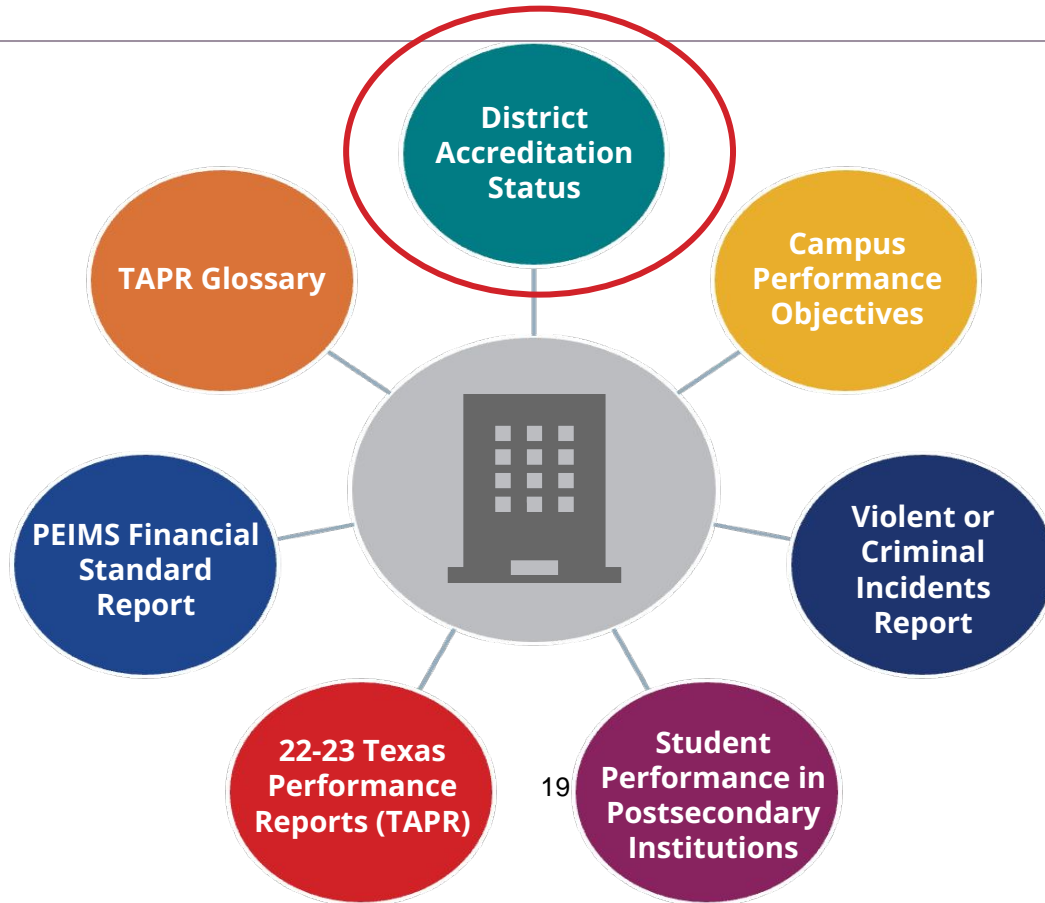 District
Accreditation
Status
TAPR Glossary
Campus
Performance
Objectives
PEIMS Financial
Standard
Report
Violent or
Criminal
Incidents
Report
22-23 Texas
Performance
Reports (TAPR)
19
Student
Performance in
Postsecondary
Institutions